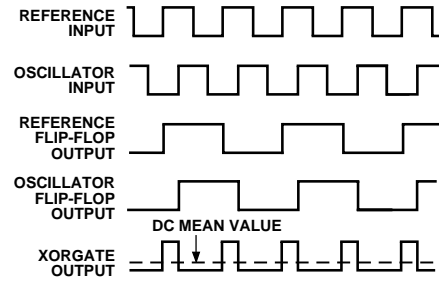 REFERENCE
INPUT
OSCILLATOR
INPUT
REFERENCE
FLIP-FLOP
OUTPUT
OSCILLATOR
FLIP-FLOP
OUTPUT
DC MEAN VALUE
XORGATE
OUTPUT